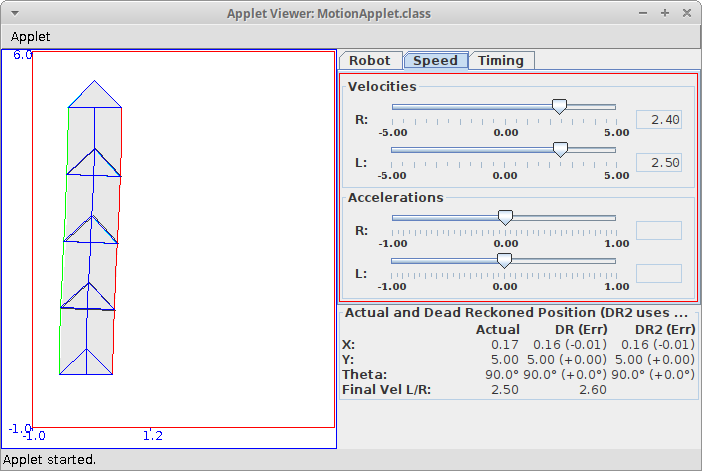 Applet Viewer: MotionApplet.class
Applet
6.0
-1.0
-1.0
1.2
Robot Speed Timing
Velocities
R: 2.40
-5.00 0.00 5.00
L: 2.50
-5.00 0.00 5.00
Accelerations
R:
-1.00 0.00 1.00
L:
-1.00 0.00 1.00
Actual and Dead Reckoned Position (DR2 uses ...
Actual DR (Err) DR2 (Err)
X: 0.17 0.16 (-0.01) 0.16 (-0.01)
Y: 5.00 5.00 (+0.00) 5.00 (+0.00)
Theta: 90.0° 90.0° (+0.0°) 90.0° (+0.0°)
Final Vel L/R: 2.50 2.60
Applet started.